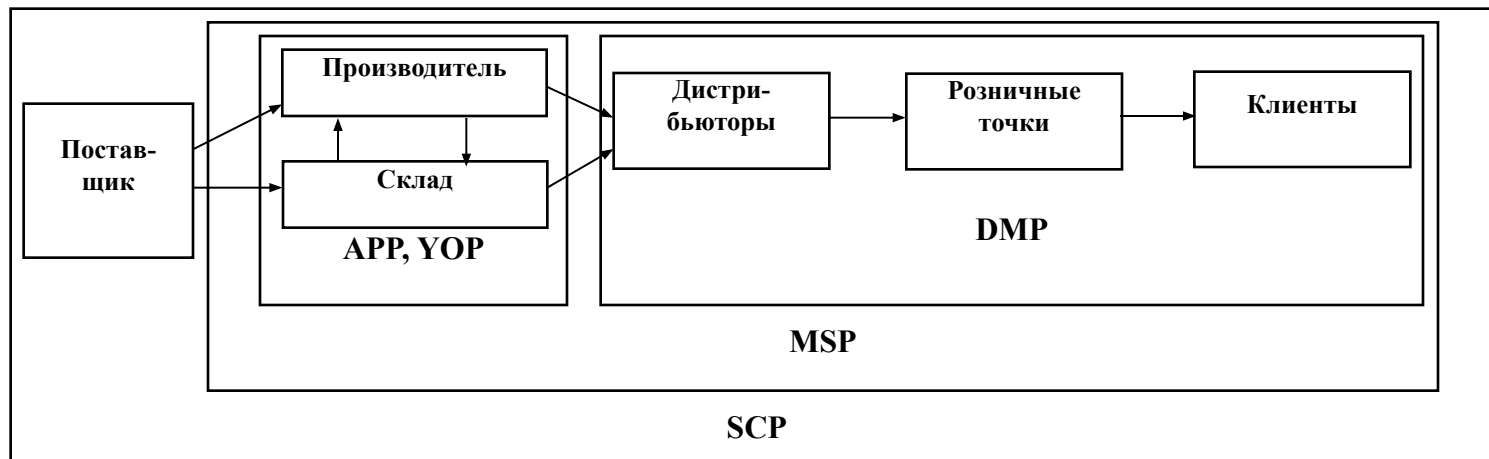 Производитель
Постав-
щик
Склад
APP, YOP
Дистри-
бьюторы
Розничные
точки
Клиенты
DMP
MSP
SCP